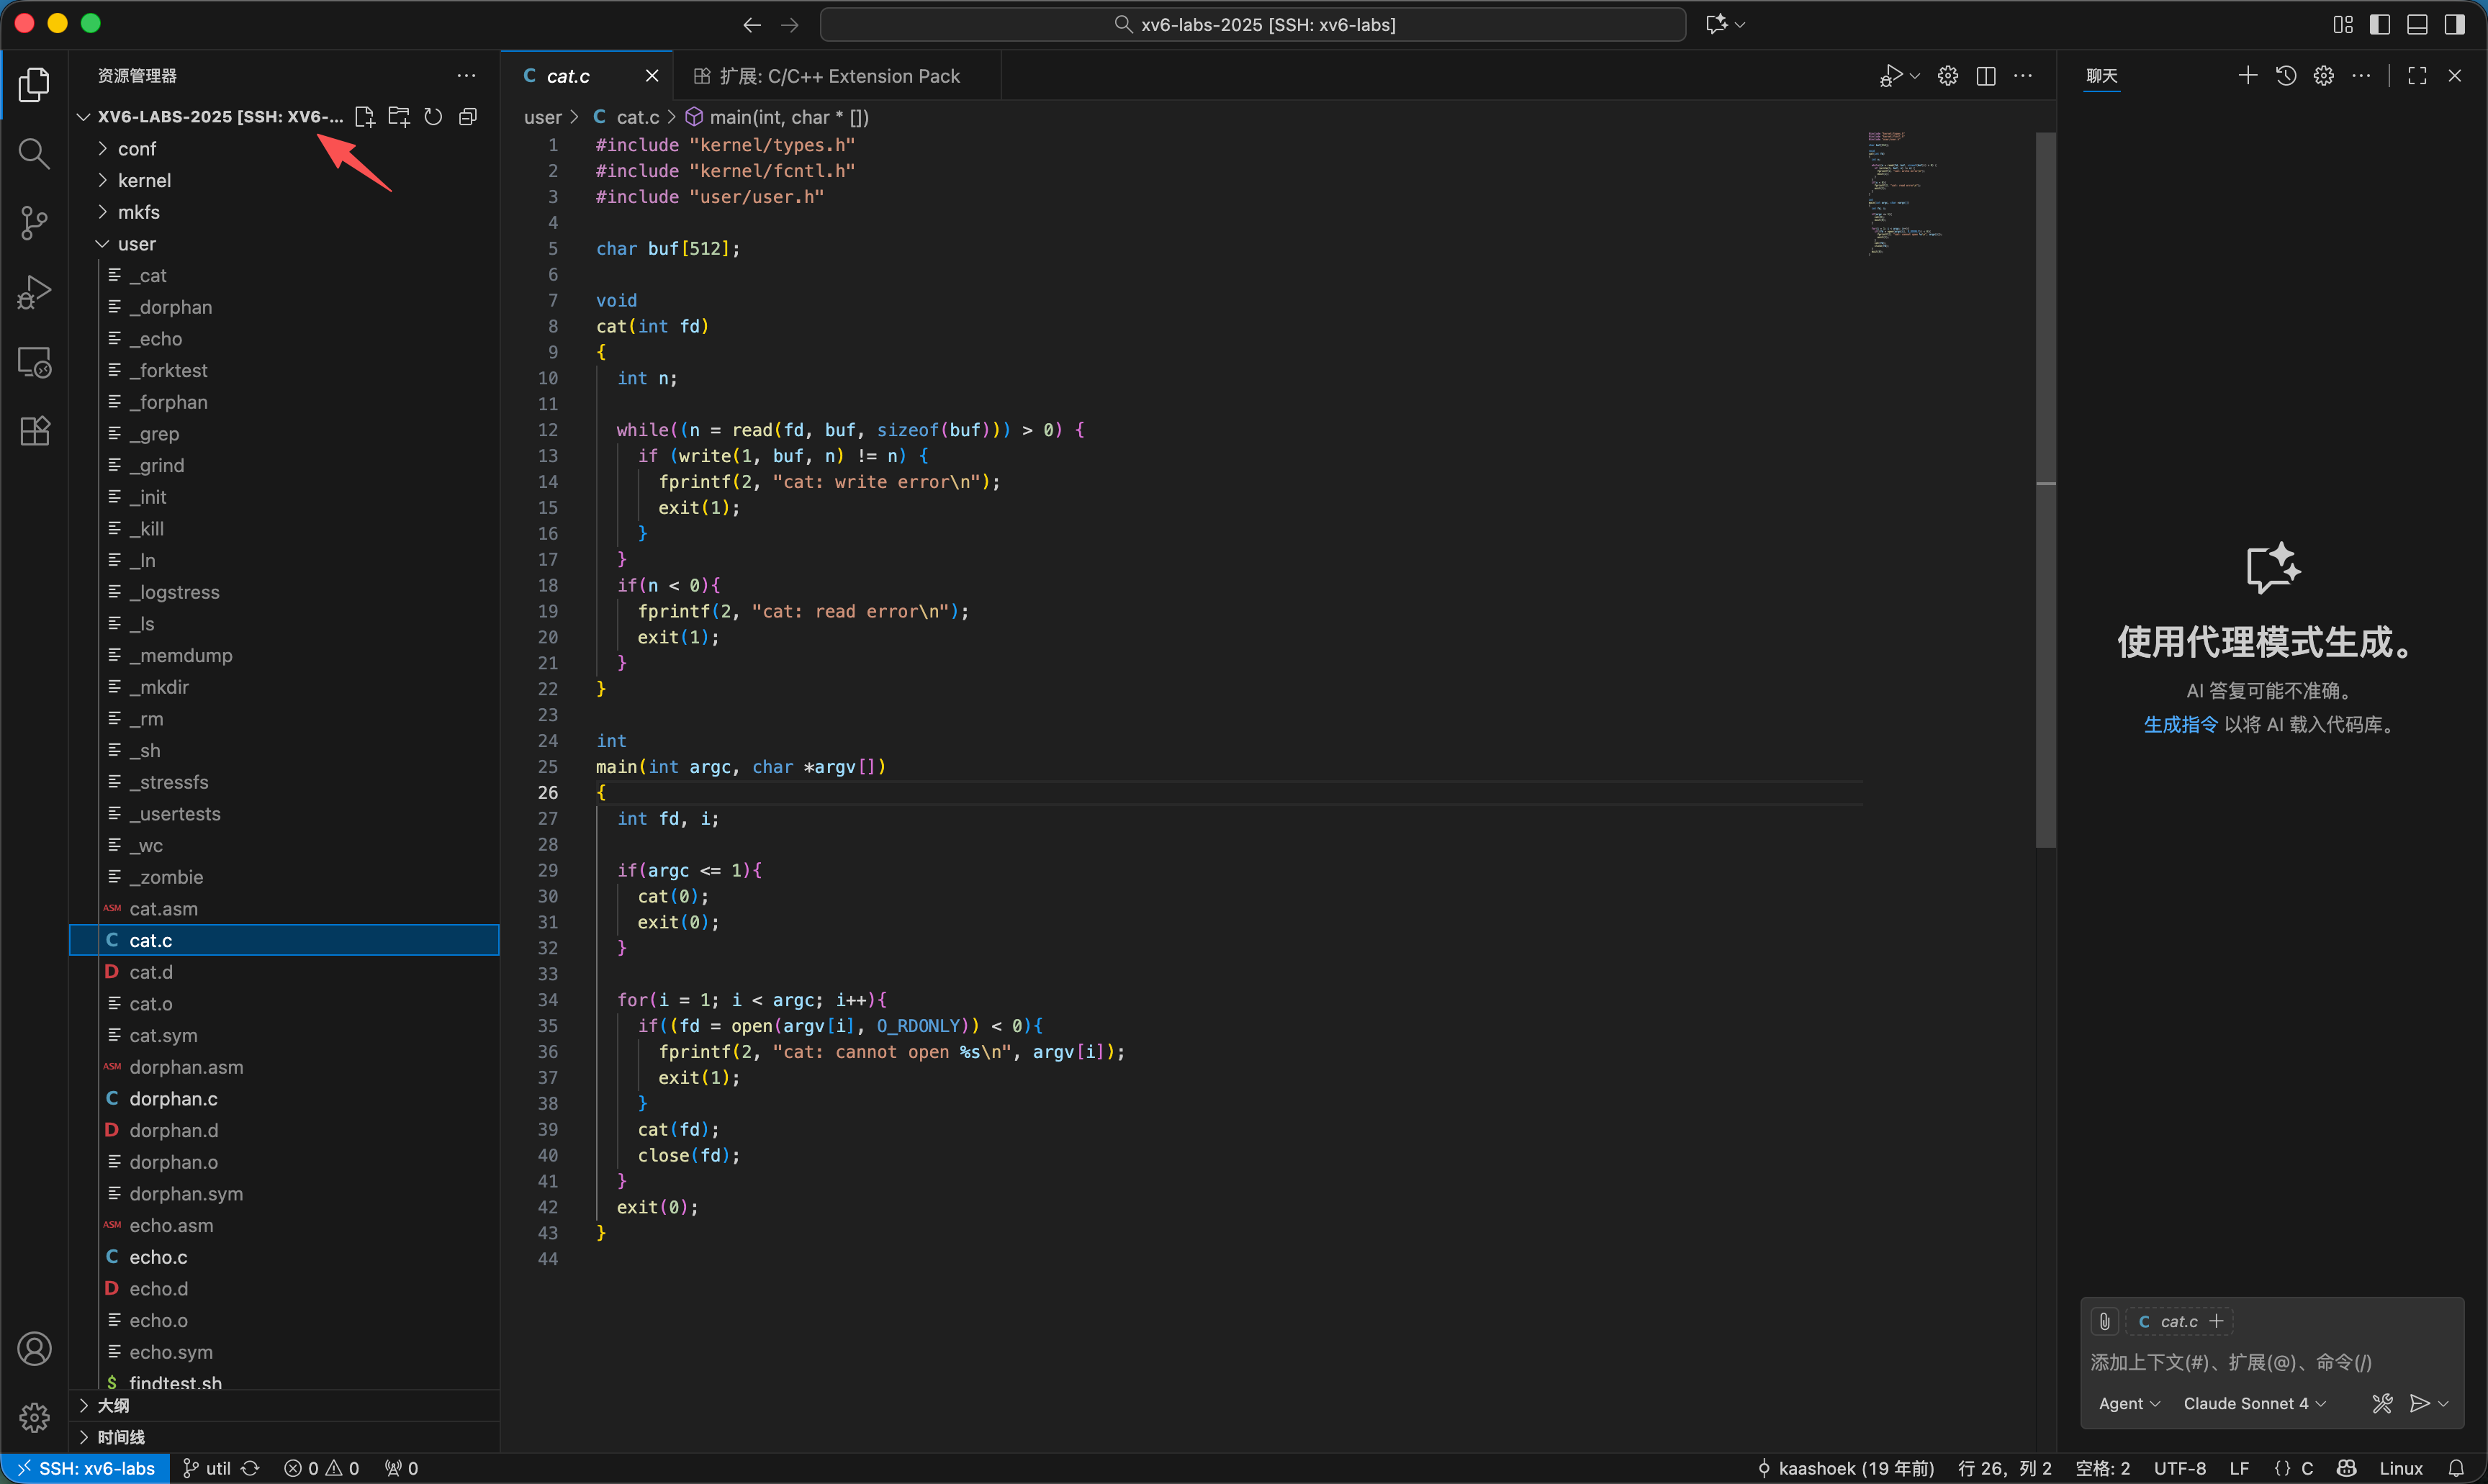 xv6-labs-2025 [SSH: xv6-labs]
资源管理器
XV6-LABS-2025 [SSH: XV6-...
conf
kernel
mkfs
user
_cat
_dorphan
_echo
_forktest
_forphan
_grep
_grind
_init
_kill
_ln
_logstress
_ls
_memdump
_mkdir
_rm
_sh
_stressfs
_usertests
_wc
_zombie
ASM cat.asm
C cat.c
D cat.d
cat.o
cat.sym
ASM dorphan.asm
C dorphan.c
D dorphan.d
dorphan.o
dorphan.sym
ASM echo.asm
C echo.c
D echo.d
echo.o
echo.sym
$ findtest.sh
大纲
时间线
C cat.c
扩展: C/C++ Extension Pack
user > C cat.c > main(int, char * [])
1 #include "kernel/types.h"
2 #include "kernel/fcntl.h"
3 #include "user/user.h"
4
5 char buf[512];
6
7 void
8 cat(int fd)
9 {
10   int n;
11
12   while((n = read(fd, buf, sizeof(buf))) > 0) {
13     if (write(1, buf, n) != n) {
14       fprintf(2, "cat: write error\n");
15       exit(1);
16     }
17   }
18   if(n < 0){
19     fprintf(2, "cat: read error\n");
20     exit(1);
21   }
22 }
23
24 int
25 main(int argc, char *argv[])
26 {
27   int fd, i;
28
29   if(argc <= 1){
30     cat(0);
31     exit(0);
32   }
33
34   for(i = 1; i < argc; i++){
35     if((fd = open(argv[i], O_RDONLY)) < 0){
36       fprintf(2, "cat: cannot open %s\n", argv[i]);
37       exit(1);
38     }
39     cat(fd);
40     close(fd);
41   }
42   exit(0);
43 }
44
聊天
使用代理模式生成。
AI 答复可能不准确。
生成指令 以将 AI 载入代码库。
C cat.c
添加上下文(#)、扩展(@)、命令(/)
Agent
Claude Sonnet 4
SSH: xv6-labs
util
0 0
0
kaashoek (19 年前)
行 26，列 2
空格: 2
UTF-8
LF
{} C
Linux